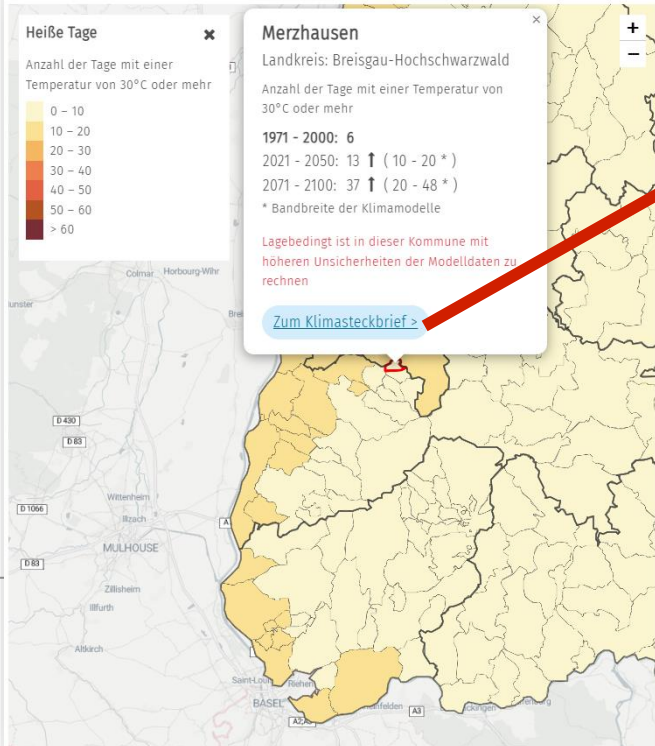 Heiße Tage
×
Anzahl der Tage mit einer
Temperatur von 30°C oder mehr
0 – 10
10 – 20
20 – 30
30 – 40
40 – 50
50 – 60
> 60
×
Merzhausen
Landkreis: Breisgau-Hochschwarzwald
Anzahl der Tage mit einer Temperatur von
30°C oder mehr
1971 - 2000: 6
2021 - 2050: 13 ⬆ ( 10 - 20 * )
2071 - 2100: 37 ⬆ ( 20 - 48 * )
* Bandbreite der Klimamodelle
Lagebedingt ist in dieser Kommune mit
höheren Unsicherheiten der Modelldaten zu
rechnen
Zum Klimasteckbrief >
+
−
Colmar
Horbourg-Wihr
D 430
D 83
Wittenheim
D 1066
Illzach
A
MULHOUSE
D 83
Zillisheim
Illfurth
Altkirch
Saint-Lou
Riehen
BASEL
A2;A3
einfelden
A3